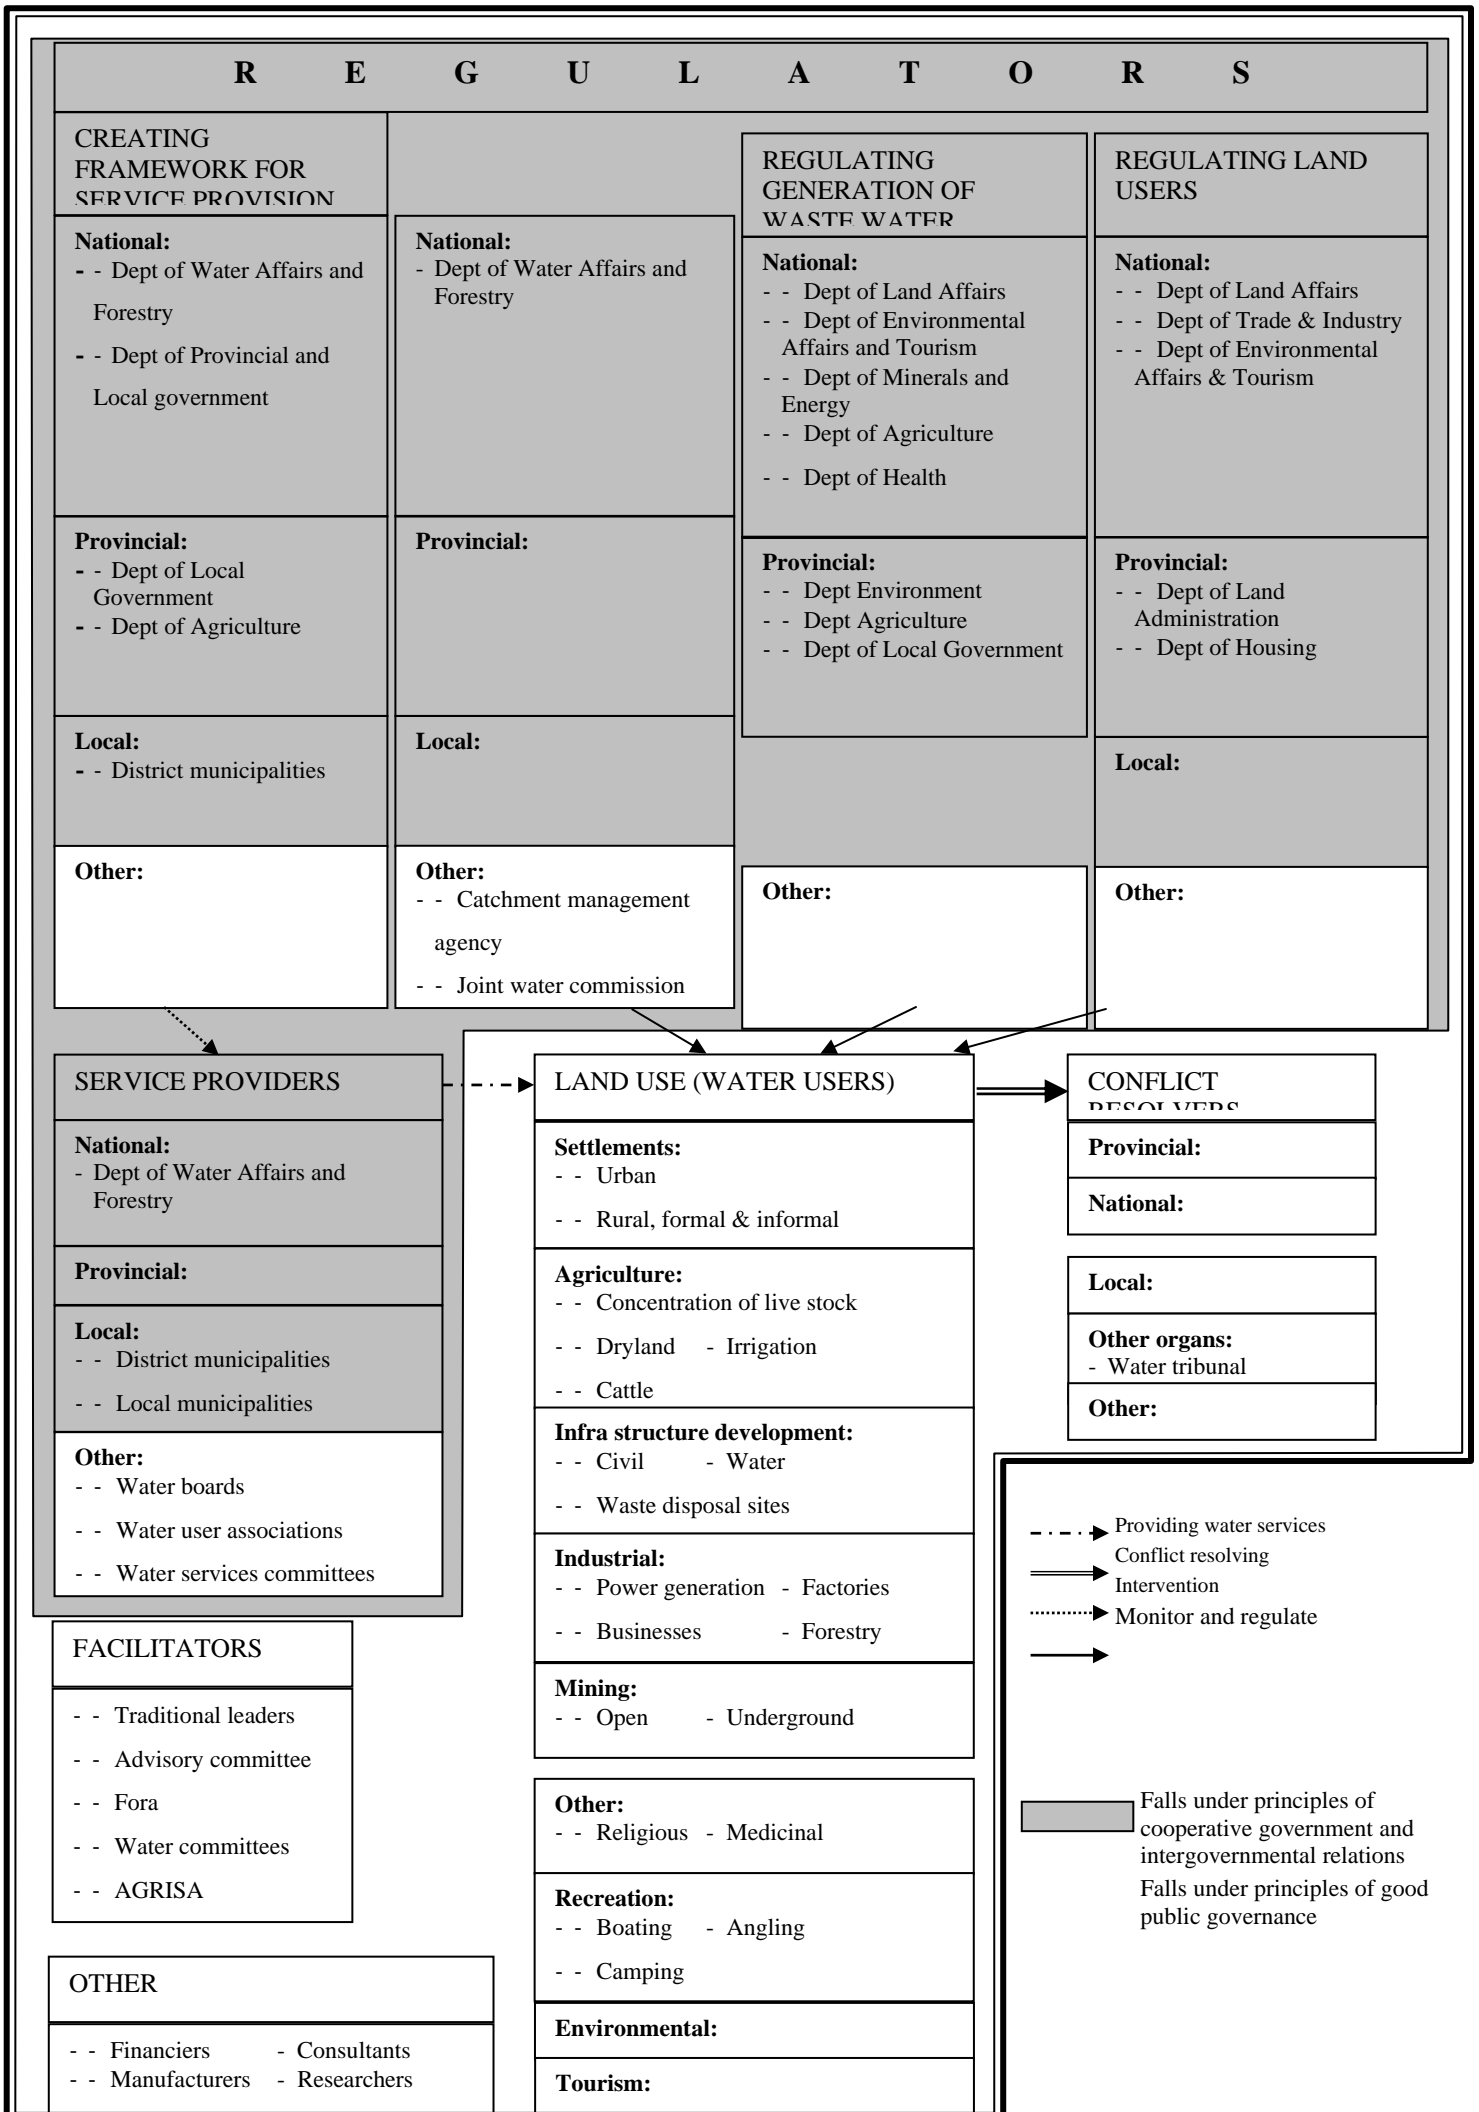 R E G U L A T O R S
CREATING
FRAMEWORK FOR
SERVICE PROVISION
National:
- - Dept of Water Affairs and
Forestry
- - Dept of Provincial and
Local government
Provincial:
- - Dept of Local
Government
- - Dept of Agriculture
Local:
- - District municipalities
Other:
National:
- Dept of Water Affairs and
Forestry
Provincial:
Local:
Other:
- - Catchment management
agency
- - Joint water commission
REGULATING
GENERATION OF
WASTE WATER
National:
- - Dept of Land Affairs
- - Dept of Environmental
Affairs and Tourism
- - Dept of Minerals and
Energy
- - Dept of Agriculture
- - Dept of Health
Provincial:
- - Dept Environment
- - Dept Agriculture
- - Dept of Local Government
Other:
REGULATING LAND
USERS
National:
- - Dept of Land Affairs
- - Dept of Trade & Industry
- - Dept of Environmental
Affairs & Tourism
Provincial:
- - Dept of Land
Administration
- - Dept of Housing
Local:
Other:
SERVICE PROVIDERS
National:
- Dept of Water Affairs and
Forestry
Provincial:
Local:
- - District municipalities
- - Local municipalities
Other:
- - Water boards
- - Water user associations
- - Water services committees
LAND USE (WATER USERS)
Settlements:
- - Urban
- - Rural, formal & informal
Agriculture:
- - Concentration of live stock
- - Dryland - Irrigation
- - Cattle
Infra structure development:
- - Civil - Water
- - Waste disposal sites
Industrial:
- - Power generation - Factories
- - Businesses - Forestry
Mining:
- - Open - Underground
Other:
- - Religious - Medicinal
Recreation:
- - Boating - Angling
- - Camping
Environmental:
Tourism:
CONFLICT
RESOLVERS
Provincial:
National:
Local:
Other organs:
- Water tribunal
Other:
Providing water services
Conflict resolving
Intervention
Monitor and regulate
Falls under principles of
cooperative government and
intergovernmental relations
Falls under principles of good
public governance
FACILITATORS
- - Traditional leaders
- - Advisory committee
- - Fora
- - Water committees
- - AGRISA
OTHER
- - Financiers - Consultants
- - Manufacturers - Researchers